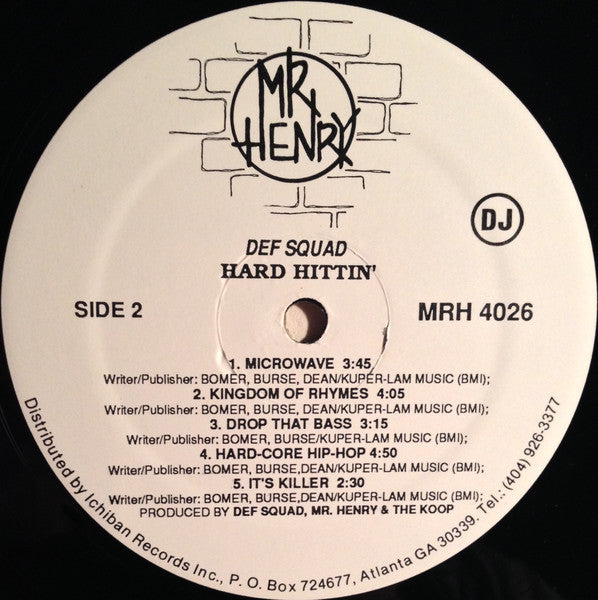 MR.
HENRY
DJ
DEF SQUAD
HARD HITTIN'
SIDE 2
MRH 4026
1. MICROWAVE 3:45
Writer/Publisher: BOMER, BURSE, DEAN/KUPER-LAM MUSIC (BMI);
2. KINGDOM OF RHYMES 4:05
Writer/Publisher: BOMER, BURSE, DEAN/KUPER-LAM MUSIC (BMI);
3. DROP THAT BASS 3:15
Writer/Publisher: BOMER, BURSE/KUPER-LAM MUSIC (BMI);
4. HARD-CORE HIP-HOP 4:50
Writer/Publisher: BOMER, BURSE,DEAN/KUPER-LAM MUSIC (BMI);
5. IT'S KILLER 2:30
Writer/Publisher: BOMER, BURSE,DEAN/KUPER-LAM MUSIC (BMI);
PRODUCED BY DEF SQUAD, MR. HENRY & THE KOOP
Distributed by Ichiban Records Inc., P. O. Box 724677, Atlanta GA 30339. Tel.: (404) 926-3377